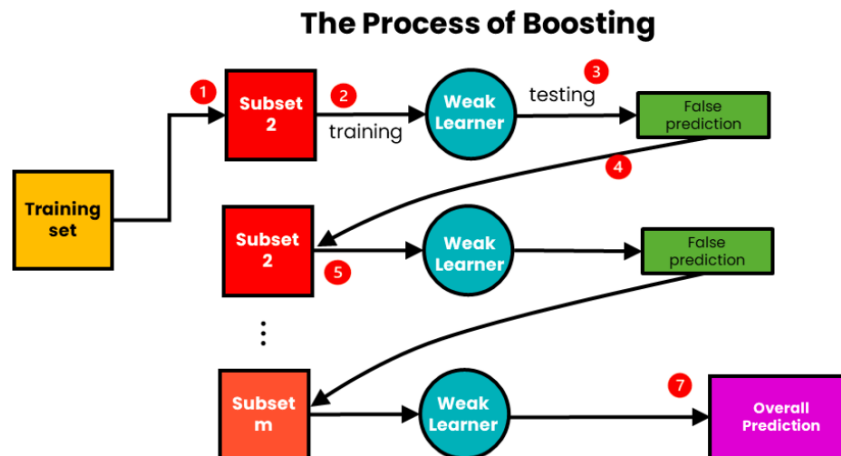 The Process of Boosting
1
Subset
2
2
training
Weak
Learner
3
testing
False
prediction
4
Training
set
Subset
2
5
Weak
Learner
False
prediction
Subset
m
Weak
Learner
7
Overall
Prediction